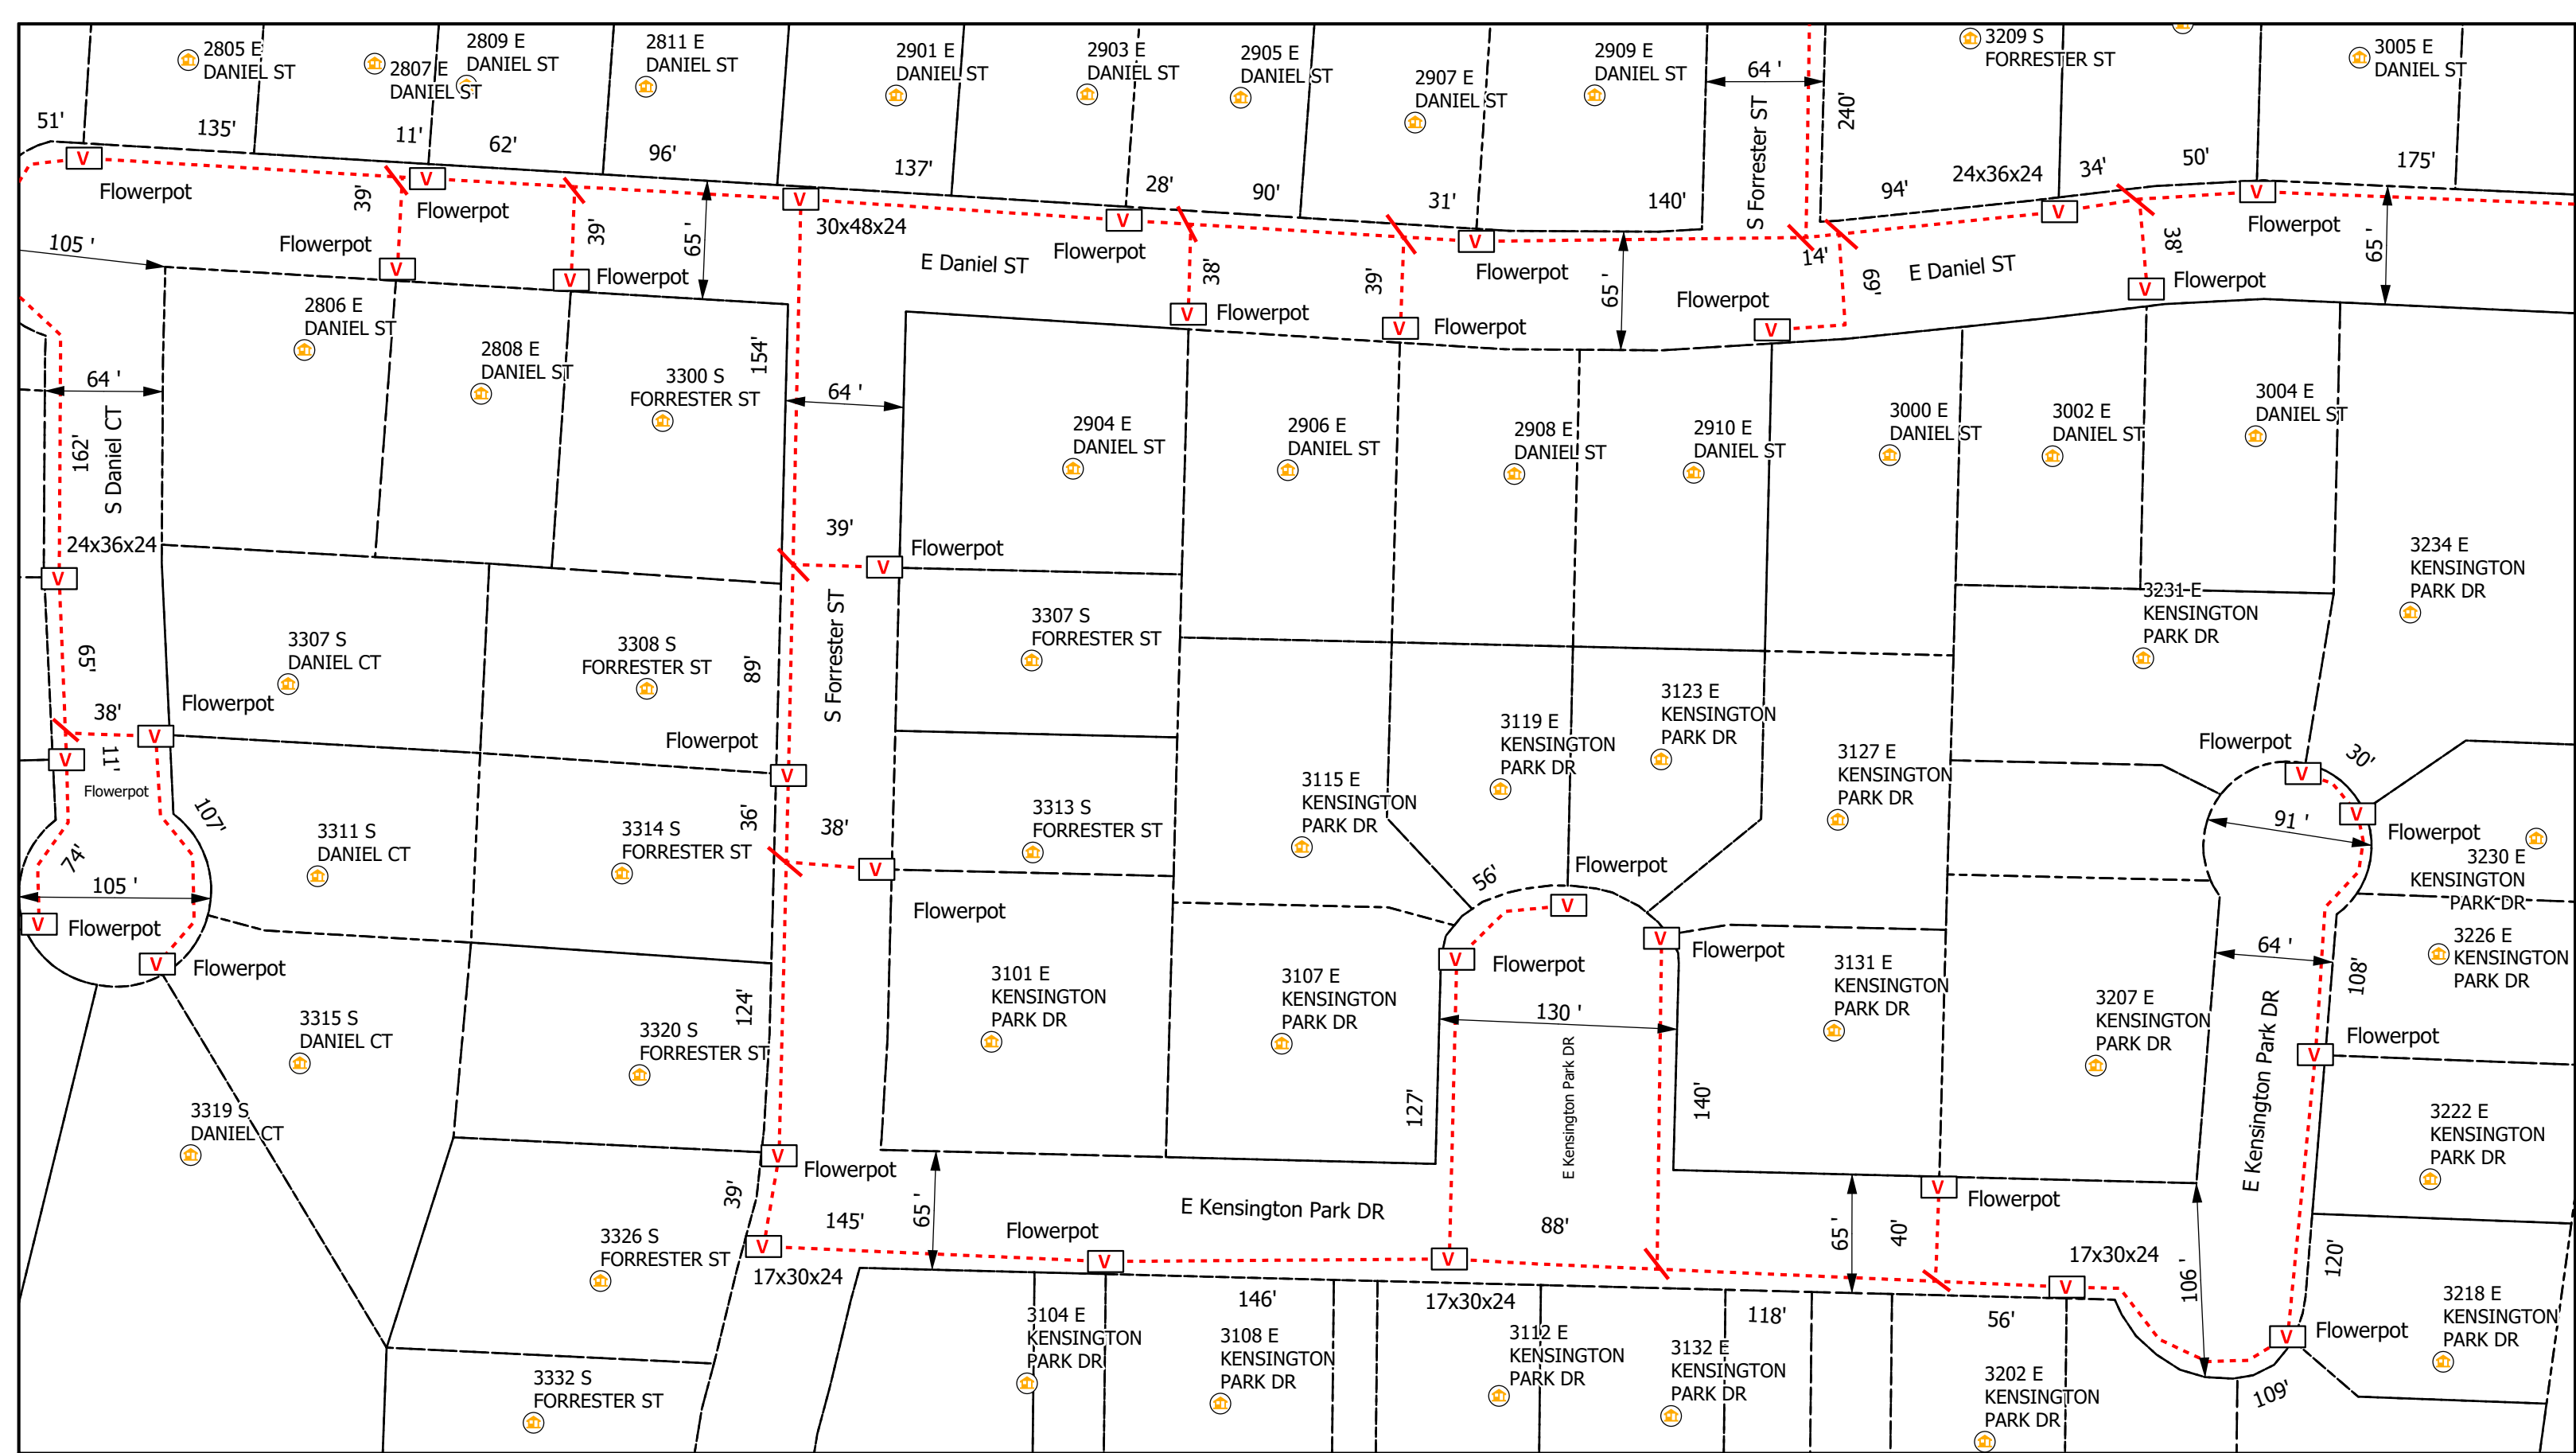 2805 E
DANIEL ST
2807 E
DANIEL ST
2809 E
DANIEL ST
2811 E
DANIEL ST
2901 E
DANIEL ST
2903 E
DANIEL ST
2905 E
DANIEL ST
2907 E
DANIEL ST
2909 E
DANIEL ST
64 '
S Forrester ST
240'
3209 S
FORRESTER ST
3005 E
DANIEL ST
51'
135'
11'
62'
96'
137'
28'
90'
31'
140'
94'
24x36x24
34'
50'
175'
V
V
V
V
V
V
V
Flowerpot
39'
Flowerpot
39'
65 '
30x48x24
Flowerpot
38'
39'
Flowerpot
65 '
14'
69'
E Daniel ST
38'
Flowerpot
65 '
105 '
Flowerpot
V
V
Flowerpot
E Daniel ST
V
Flowerpot
V
Flowerpot
Flowerpot
V
V
Flowerpot
2806 E
DANIEL ST
2808 E
DANIEL ST
3300 S
FORRESTER ST
154'
64 '
64 '
162'
S Daniel CT
2904 E
DANIEL ST
2906 E
DANIEL ST
2908 E
DANIEL ST
2910 E
DANIEL ST
3000 E
DANIEL ST
3002 E
DANIEL ST
3004 E
DANIEL ST
24x36x24
V
39'
V
Flowerpot
3234 E
KENSINGTON
PARK DR
65'
3307 S
DANIEL CT
3308 S
FORRESTER ST
89'
S Forrester ST
3307 S
FORRESTER ST
3231 E
KENSINGTON
PARK DR
38'
V
Flowerpot
V
11'
Flowerpot
Flowerpot
V
3119 E
KENSINGTON
PARK DR
3123 E
KENSINGTON
PARK DR
3127 E
KENSINGTON
PARK DR
Flowerpot
V
30'
V
Flowerpot
91 '
74'
107'
105 '
3311 S
DANIEL CT
3314 S
FORRESTER ST
36'
38'
V
Flowerpot
3313 S
FORRESTER ST
3115 E
KENSINGTON
PARK DR
56'
Flowerpot
V
3230 E
KENSINGTON
PARK DR
V
Flowerpot
V
Flowerpot
V
Flowerpot
V
Flowerpot
64 '
108'
3226 E
KENSINGTON
PARK DR
3315 S
DANIEL CT
3320 S
FORRESTER ST
124'
3101 E
KENSINGTON
PARK DR
3107 E
KENSINGTON
PARK DR
130 '
E Kensington Park DR
127'
140'
3131 E
KENSINGTON
PARK DR
3207 E
KENSINGTON
PARK DR
E Kensington Park DR
V
Flowerpot
3319 S
DANIEL CT
V
Flowerpot
39'
3222 E
KENSINGTON
PARK DR
3326 S
FORRESTER ST
V
17x30x24
145'
65 '
Flowerpot
V
E Kensington Park DR
V
88'
65 '
40'
V
Flowerpot
17x30x24
V
106 '
120'
146'
17x30x24
118'
56'
V
Flowerpot
109'
3218 E
KENSINGTON
PARK DR
3332 S
FORRESTER ST
3104 E
KENSINGTON
PARK DR
3108 E
KENSINGTON
PARK DR
3112 E
KENSINGTON
PARK DR
3132 E
KENSINGTON
PARK DR
3202 E
KENSINGTON
PARK DR